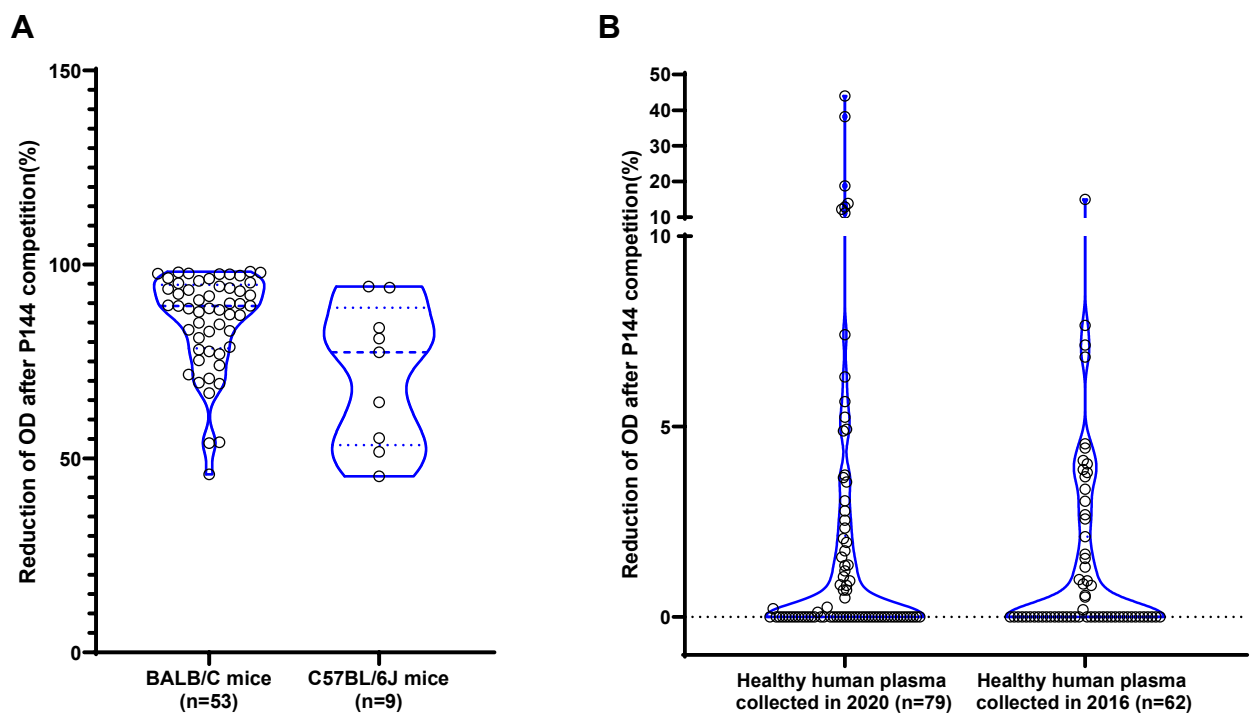 A
B
Reduction of OD after P144 competition(%)
150
100
50
0
BALB/C mice
(n=53)
C57BL/6J mice
(n=9)
Reduction of OD after P144 competition(%)
50
40
30
20
10
10
5
0
Healthy human plasma
collected in 2020 (n=79)
Healthy human plasma
collected in 2016 (n=62)